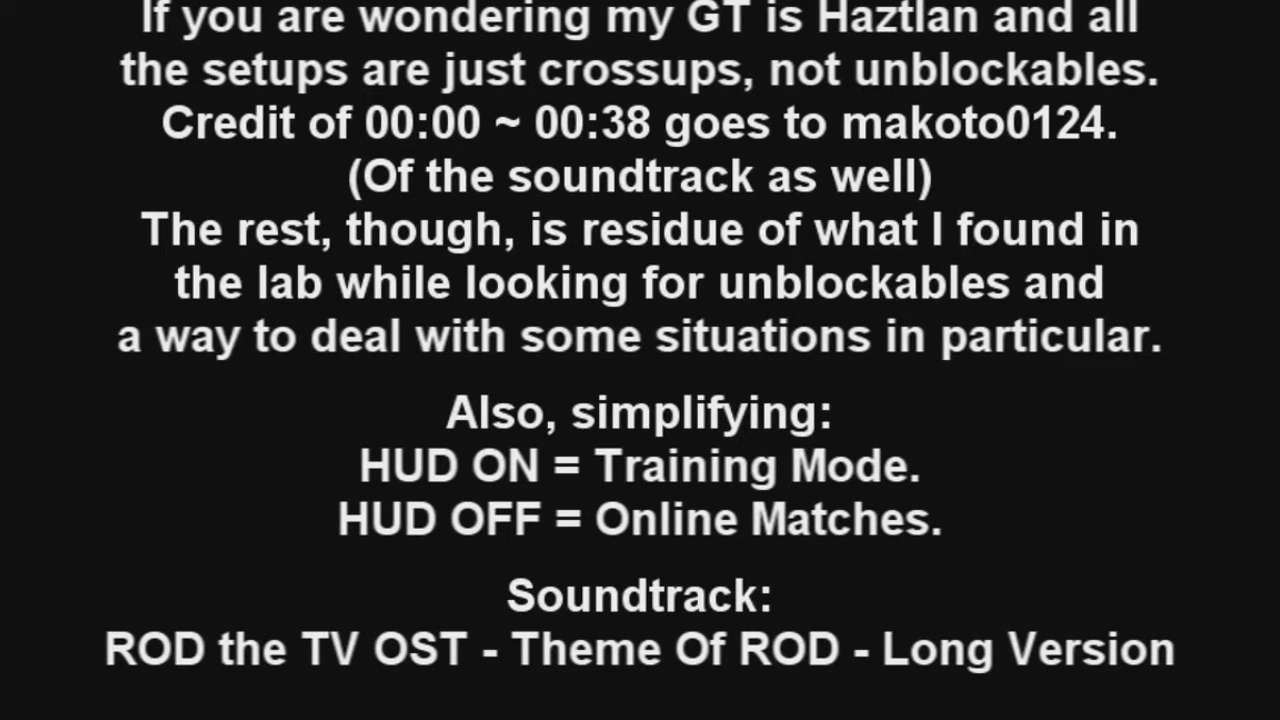 If you are wondering my GT is Haztlan and all
the setups are just crossups, not unblockables.
Credit of 00:00 ~ 00:38 goes to makoto0124.
(Of the soundtrack as well)
The rest, though, is residue of what I found in
the lab while looking for unblockables and
a way to deal with some situations in particular.
Also, simplifying:
HUD ON = Training Mode.
HUD OFF = Online Matches.
Soundtrack:
ROD the TV OST - Theme Of ROD - Long Version